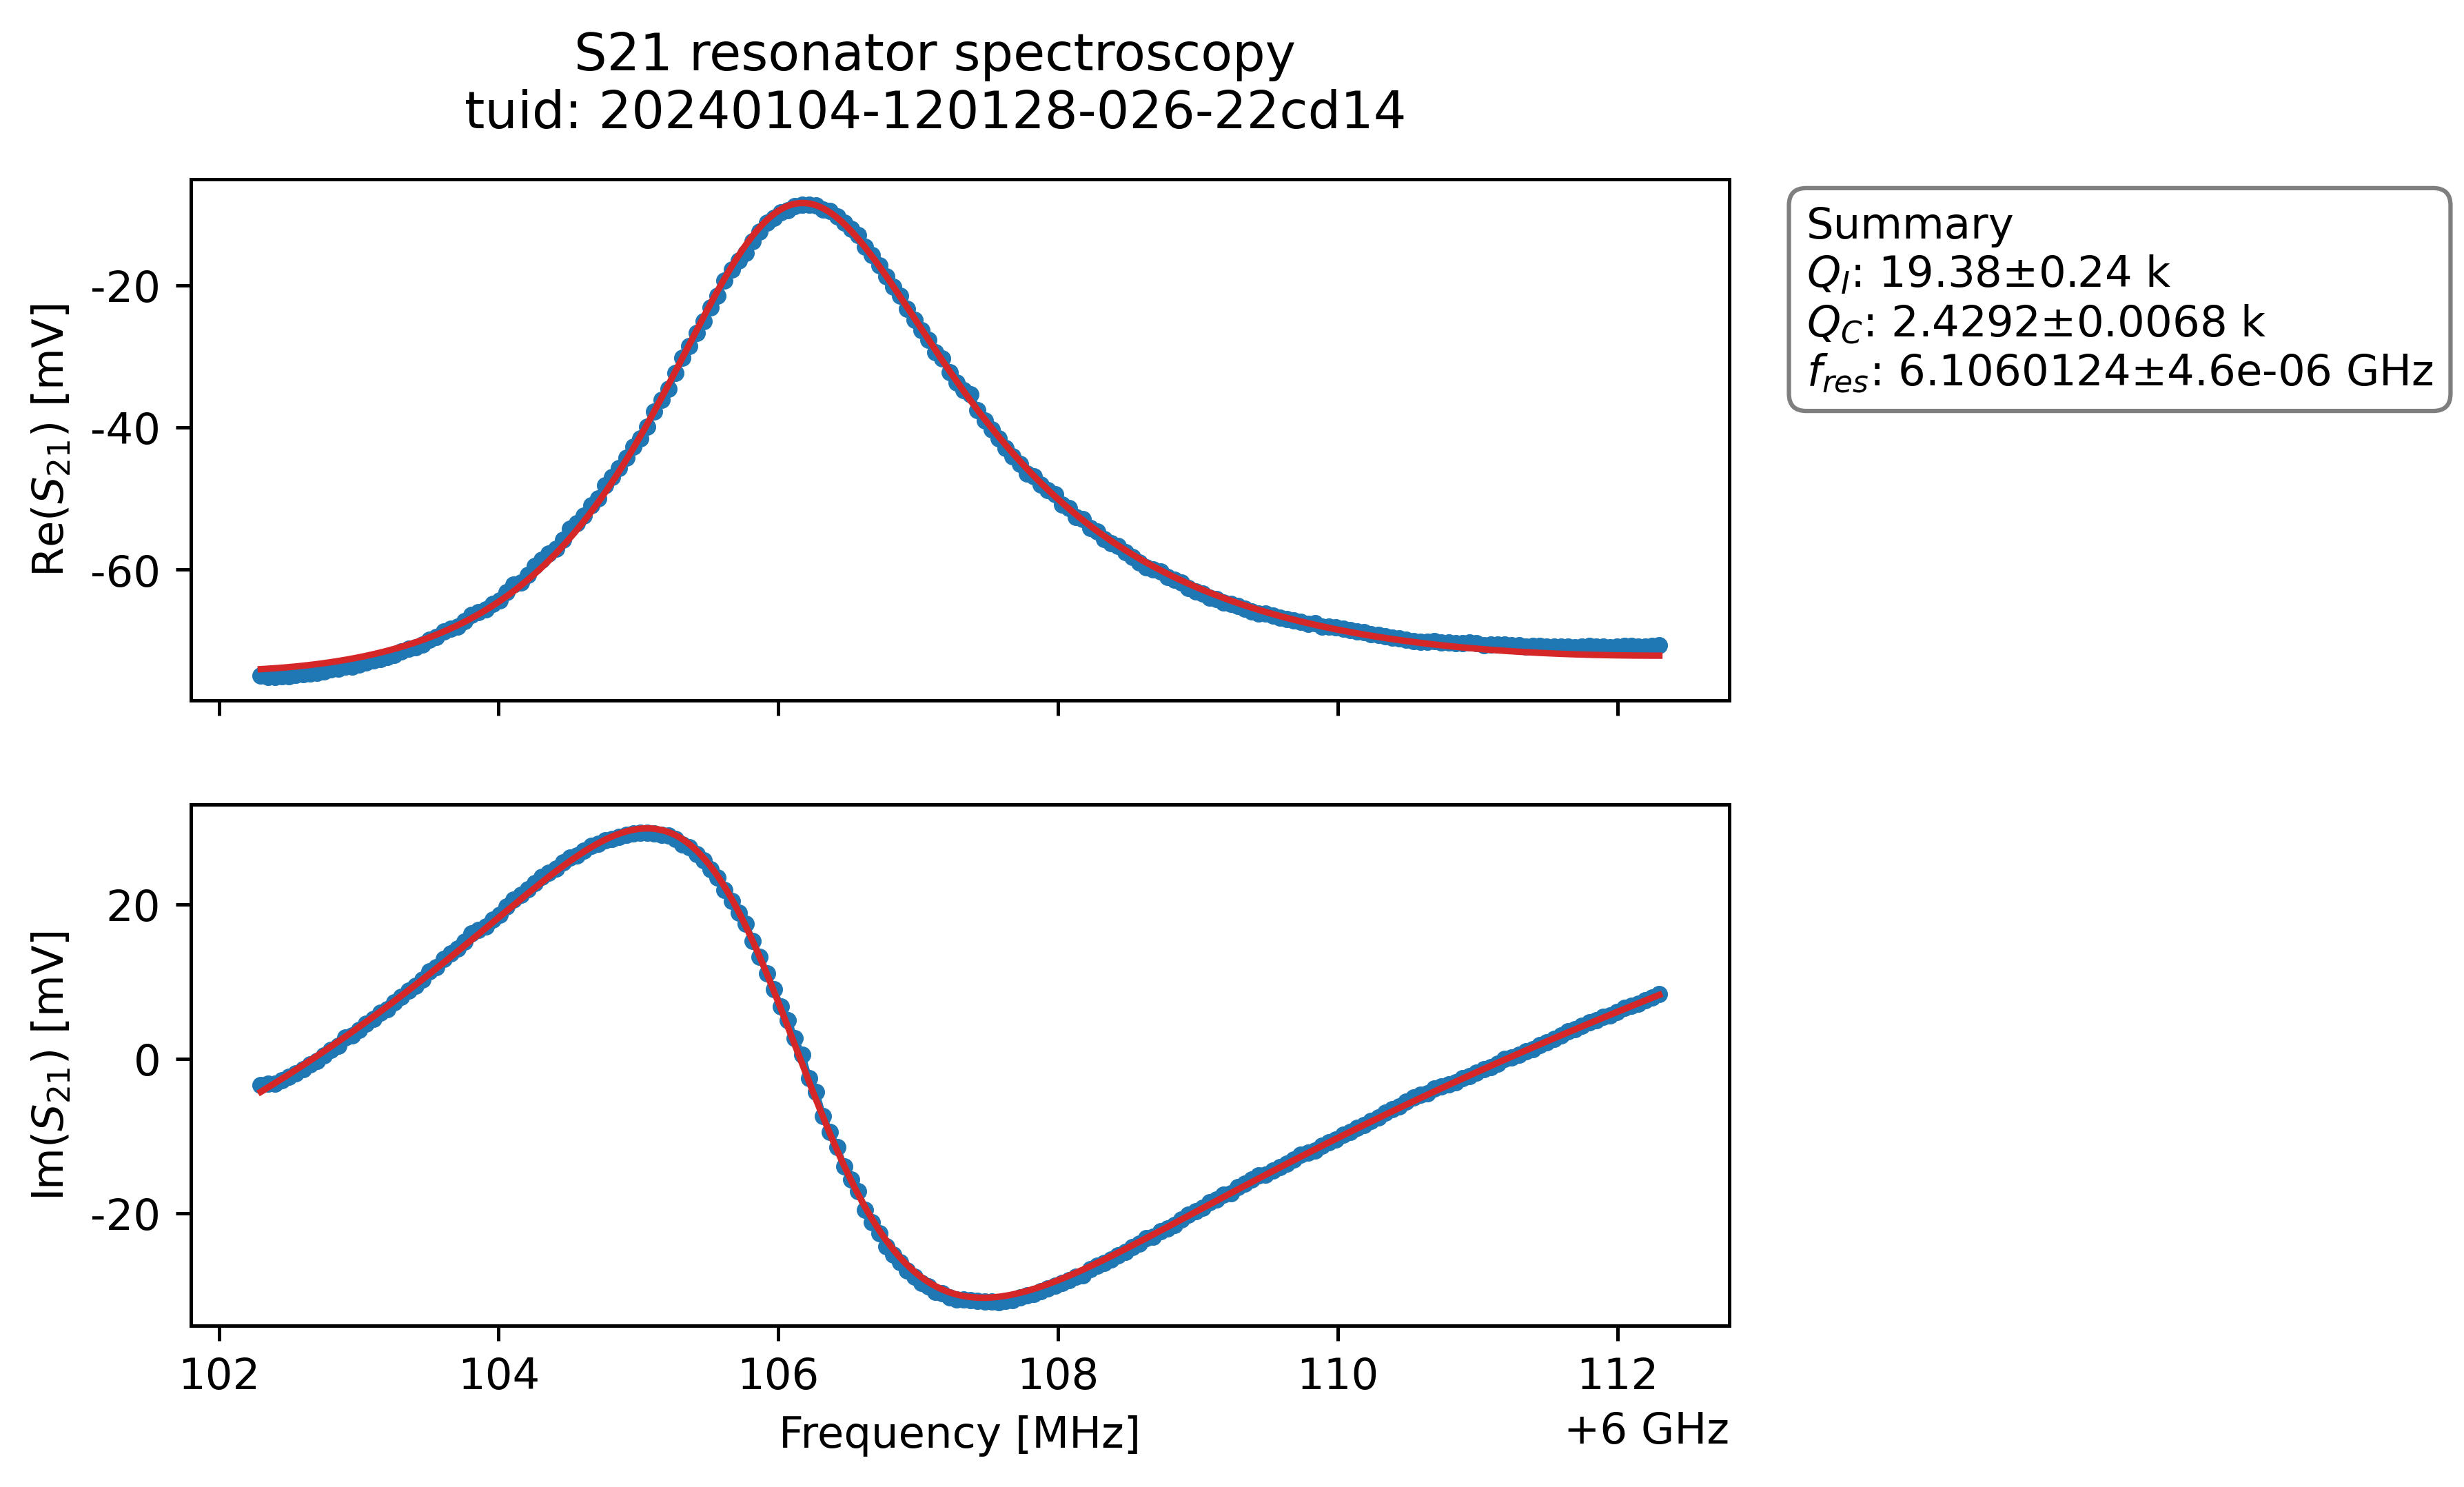 S21 resonator spectroscopy
tuid: 20240104-120128-026-22cd14
Re(S₂₁) [mV]
-20
-40
-60
Summary
Q_I: 19.38±0.24 k
Q_C: 2.4292±0.0068 k
f_res: 6.1060124±4.6e-06 GHz
Im(S₂₁) [mV]
20
0
-20
102 104 106 108 110 112
Frequency [MHz]
+6 GHz